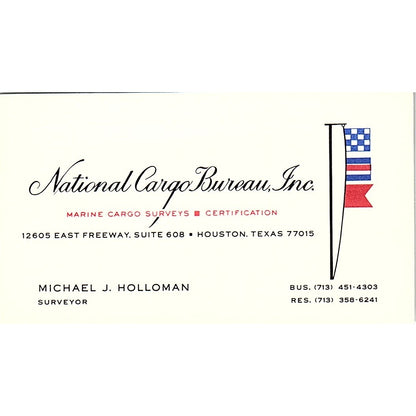 National Cargo Bureau, Inc.
MARINE CARGO SURVEYS ■ CERTIFICATION
12605 EAST FREEWAY, SUITE 608 • HOUSTON, TEXAS 77015
MICHAEL J. HOLLOMAN
SURVEYOR
BUS. (713) 451-4303
RES. (713) 358-6241